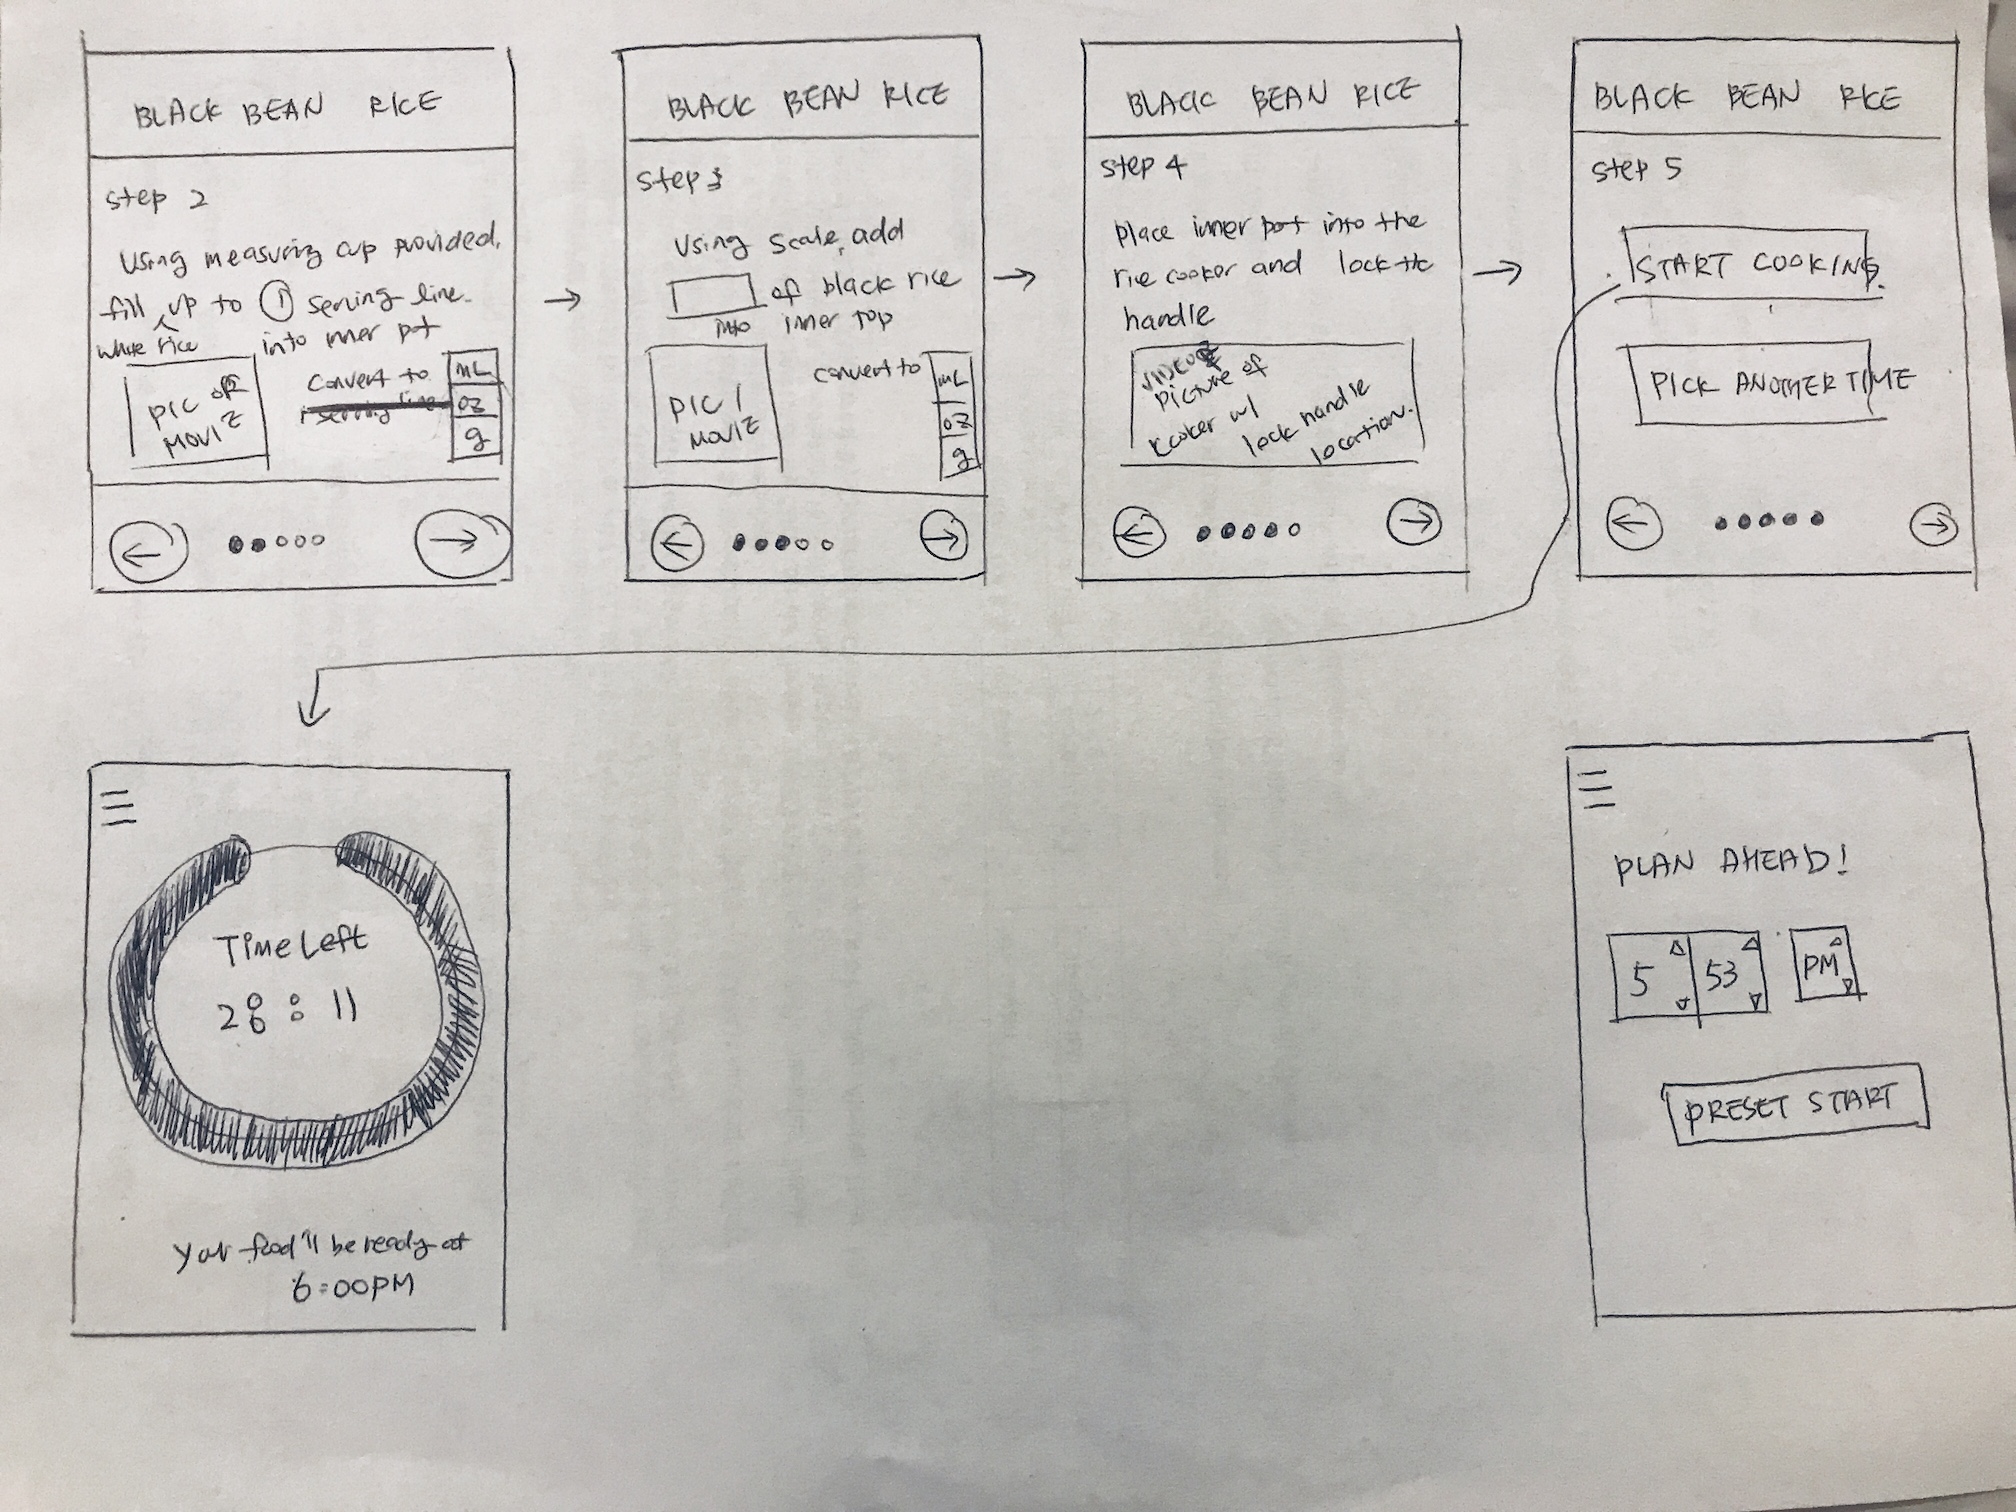 BLACK BEAN RICE
step 2
Using measuring cup provided,
fill up to 1 serving line.
white rice
into inner pot
PIC or
MOVIE
convert to
serving line
mL
oz
g
BLACK BEAN RICE
step 3
Using scale, add
of black rice
into inner top
PIC /
MOVIE
convert to
mL
oz
g
BLACK BEAN RICE
step 4
place inner pot into the
rice cooker and lock the
handle
picture of
cooker w/ lock handle
location.
BLACK BEAN RICE
step 5
START COOKING
PICK ANOTHER TIME
Time Left
28 : 11
Your food'll be ready at
6:00PM
PLAN AHEAD!
5 53 PM
PRESET START